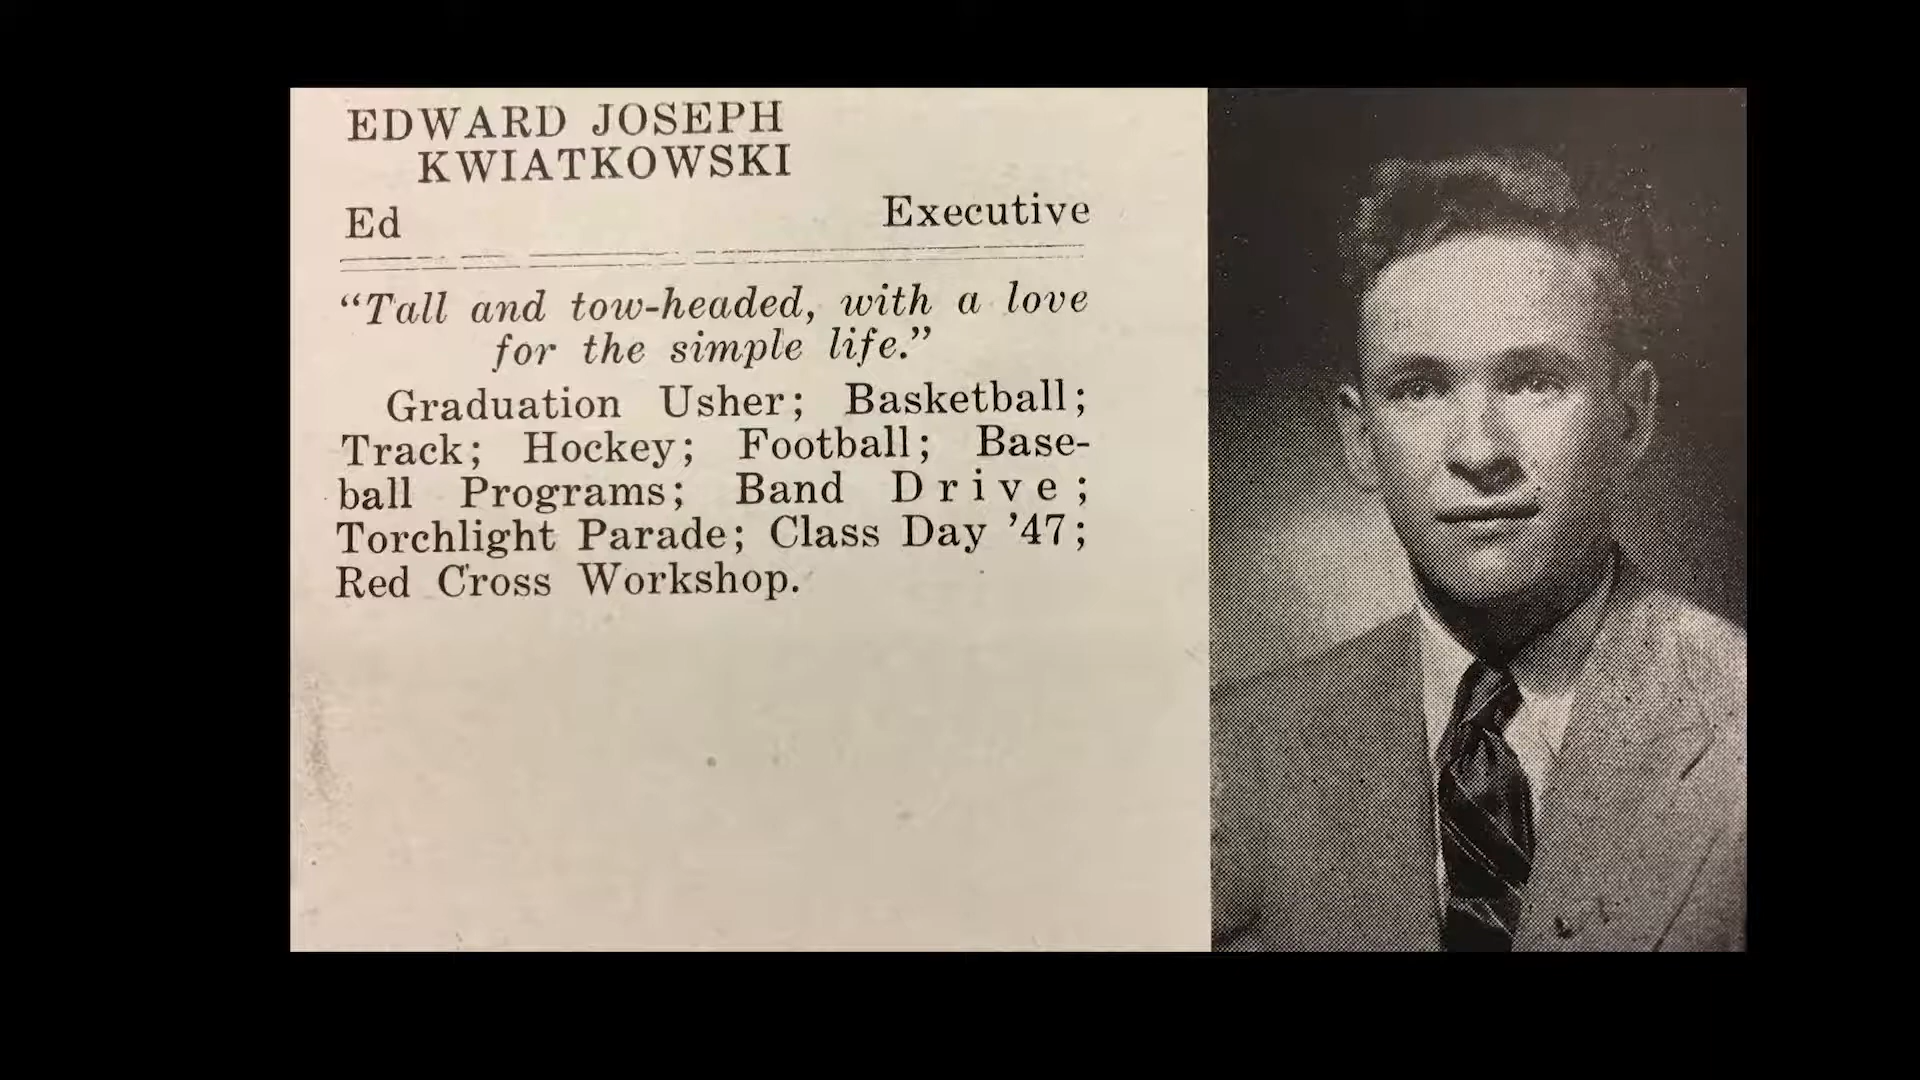 EDWARD JOSEPH
KWIATKOWSKI
Ed Executive
“Tall and tow-headed, with a love
for the simple life.”
Graduation Usher; Basketball;
Track; Hockey; Football; Base-
ball Programs; Band Drive;
Torchlight Parade; Class Day ’47;
Red Cross Workshop.